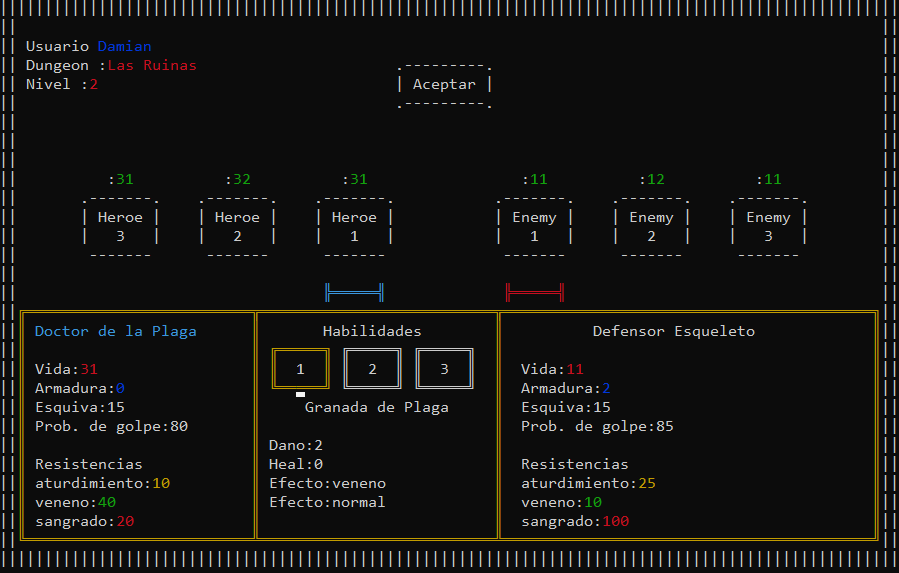 Usuario Damian
Dungeon :Las Ruinas
Nivel :2
Aceptar
:31 :32 :31 :11 :12 :11
Heroe Heroe Heroe Enemy Enemy Enemy
3 2 1 1 2 3
Doctor de la Plaga
Vida:31
Armadura:0
Esquiva:15
Prob. de golpe:80
Resistencias
aturdimiento:10
veneno:40
sangrado:20
Habilidades
1 2 3
Granada de Plaga
Dano:2
Heal:0
Efecto:veneno
Efecto:normal
Defensor Esqueleto
Vida:11
Armadura:2
Esquiva:15
Prob. de golpe:85
Resistencias
aturdimiento:25
veneno:10
sangrado:100